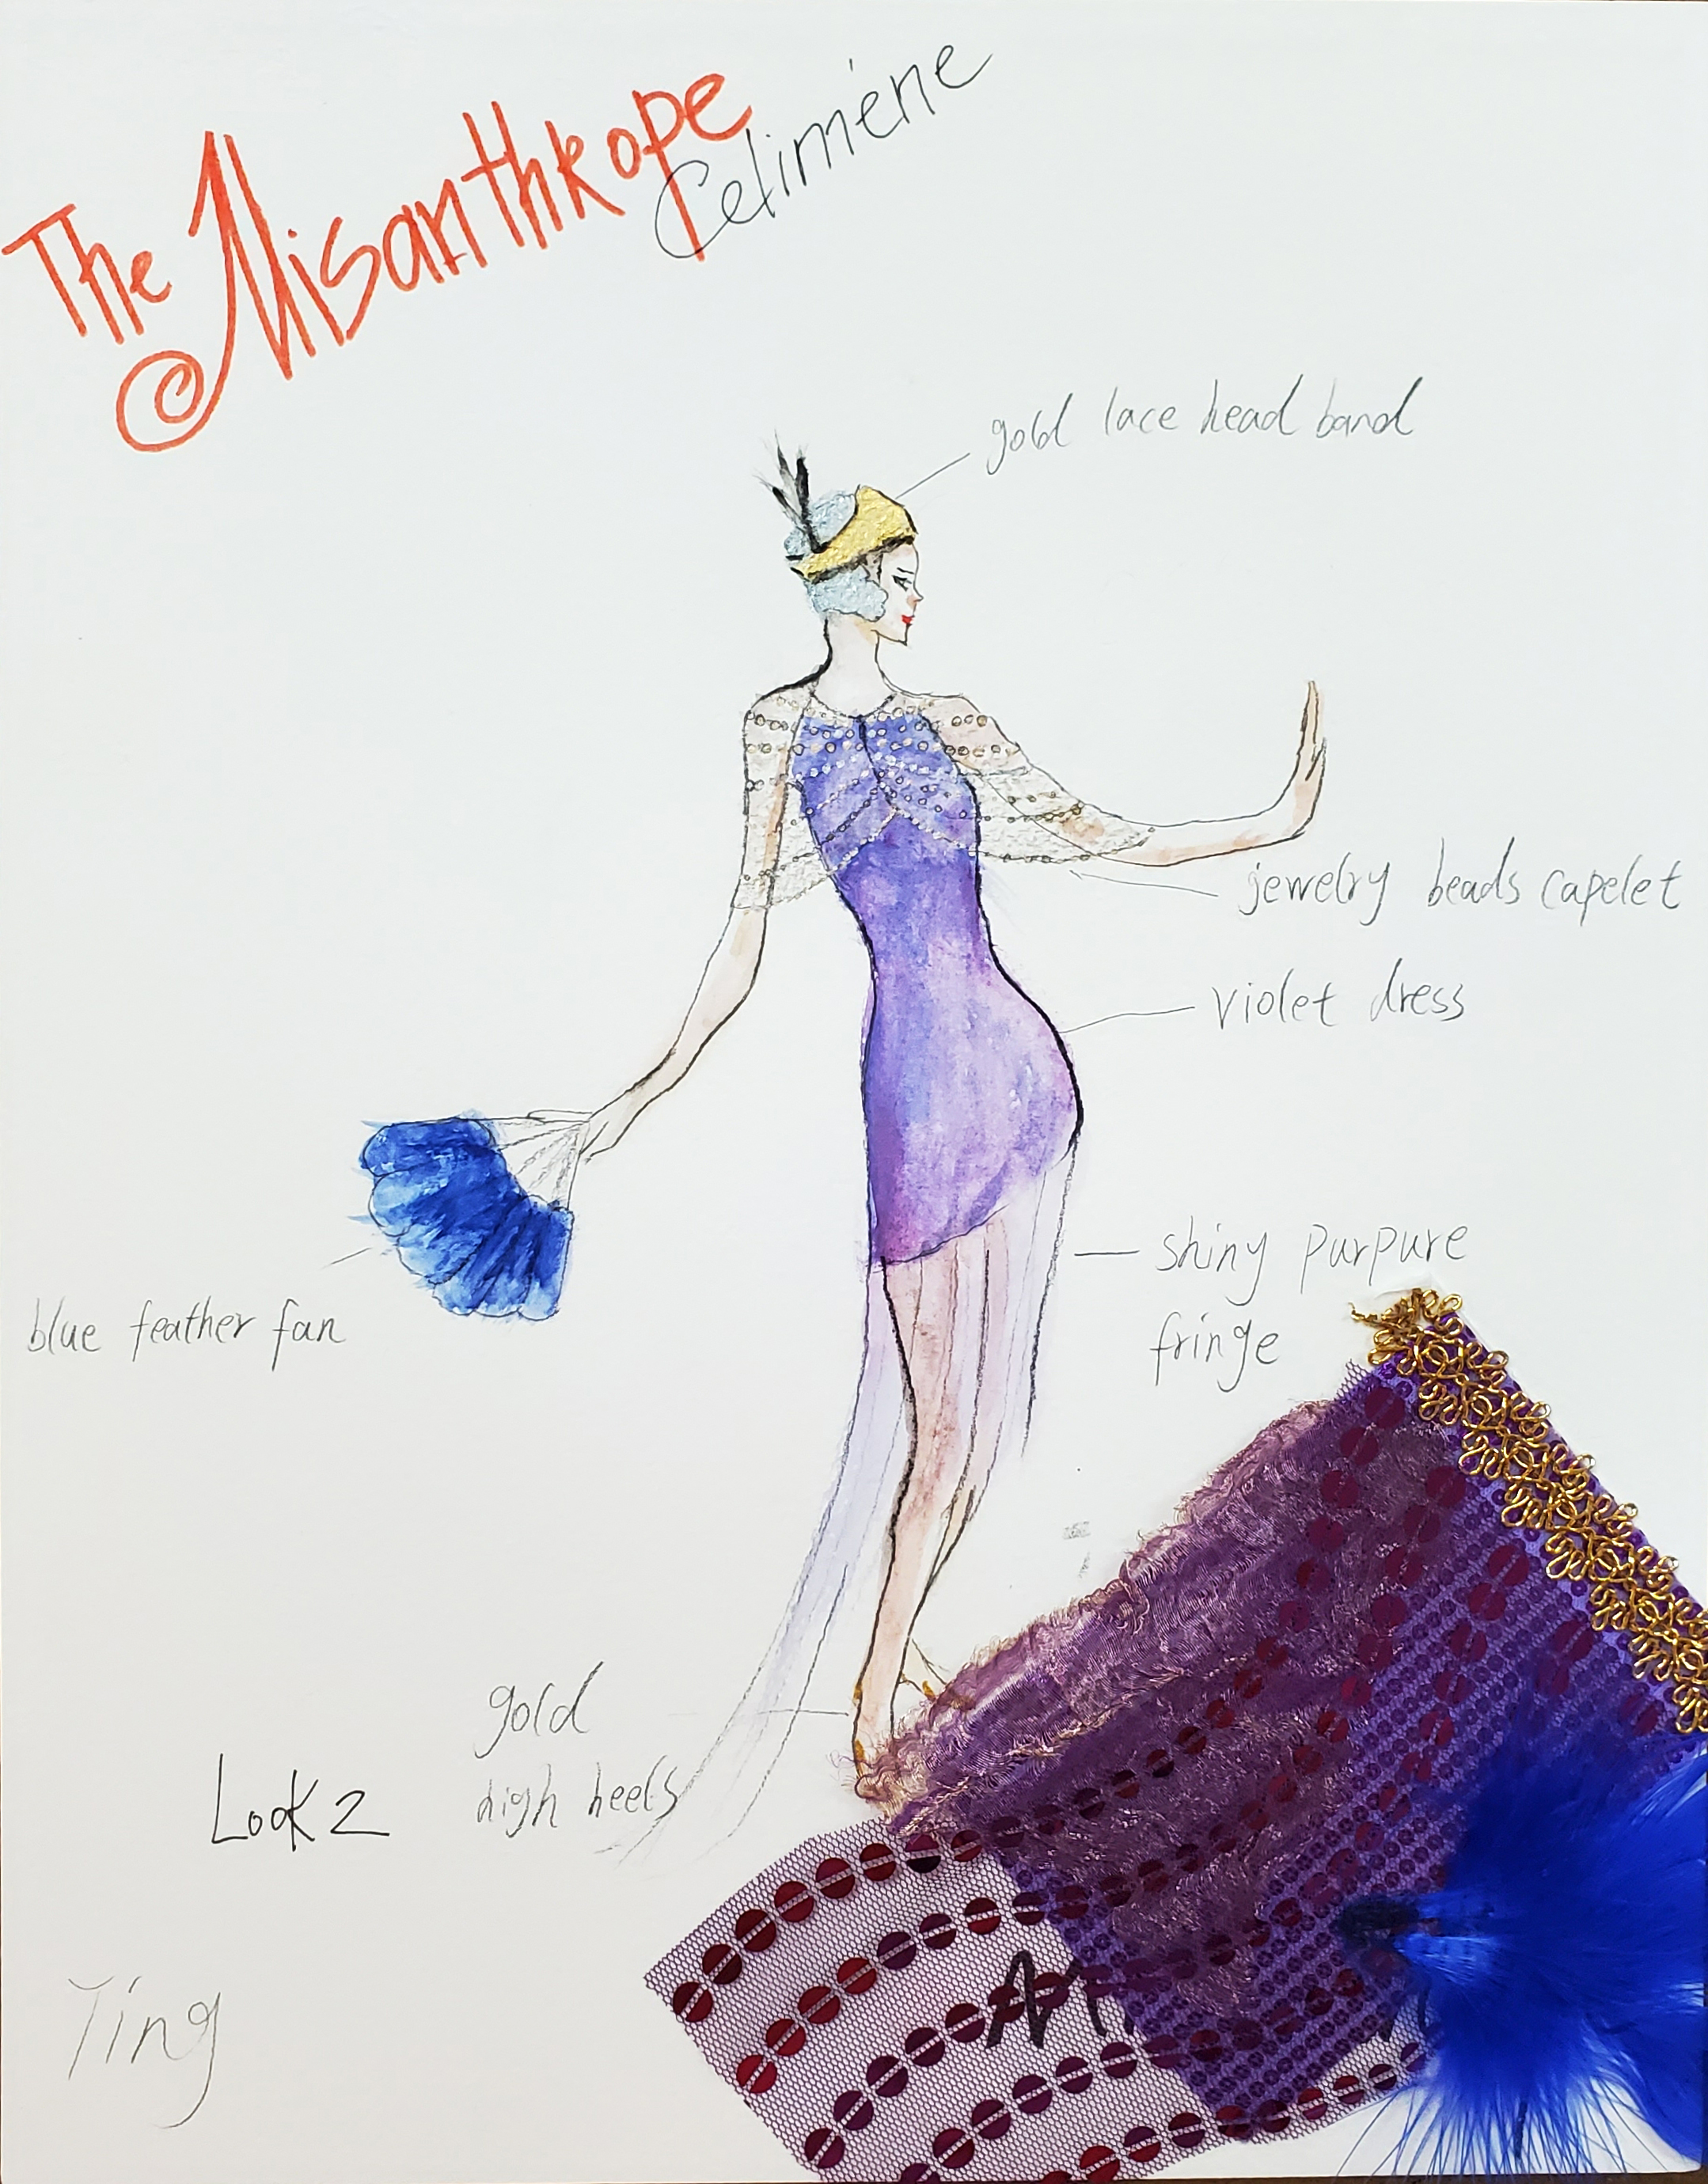 The Misanthrope
Celimène
gold lace head band
jewelry beads capelet
violet dress
shiny purpure
fringe
blue feather fan
gold
high heels
Look 2
Ting